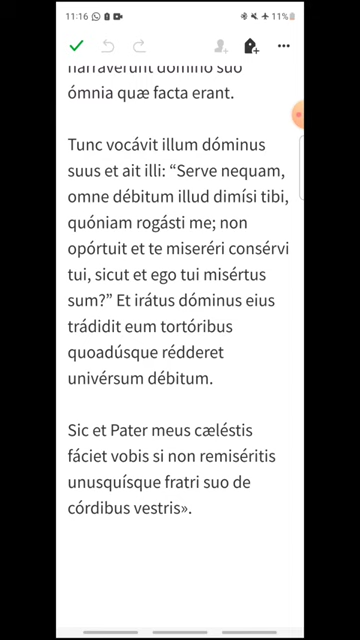 11:16
11%
narravérunt dómino suo
ómnia quæ facta erant.
Tunc vocávit illum dóminus
suus et ait illi: “Serve nequam,
omne débitum illud dimísi tibi,
quóniam rogásti me; non
opórtuit et te miseréri consérvi
tui, sicut et ego tui misértus
sum?” Et irátus dóminus eius
trádidit eum tortóribus
quoadúsque rédderet
univérsum débitum.
Sic et Pater meus cæléstis
fáciet vobis si non remiséritis
unusquísque fratri suo de
córdibus vestris».